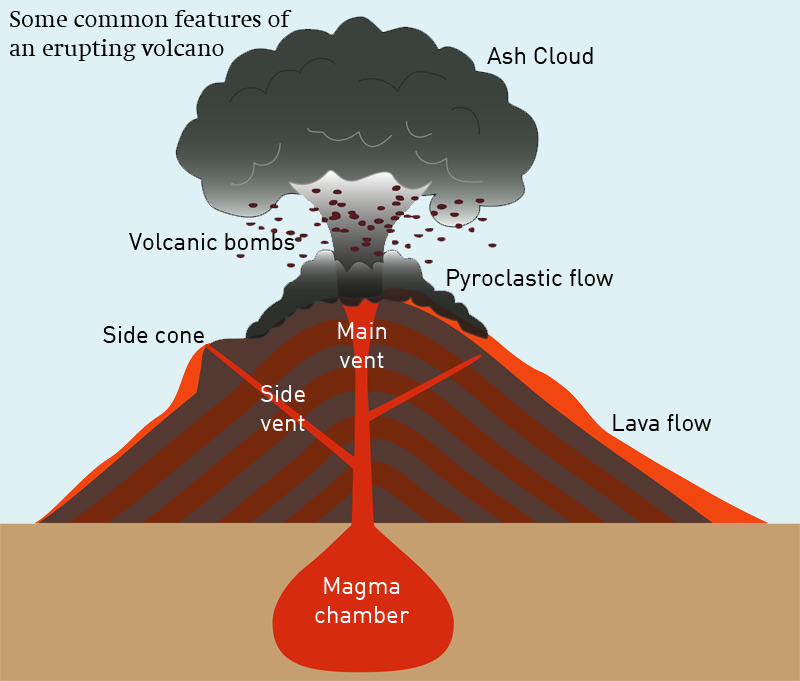 Some common features of
an erupting volcano
Ash Cloud
Volcanic bombs
Pyroclastic flow
Side cone
Main
vent
Side
vent
Lava flow
Magma
chamber